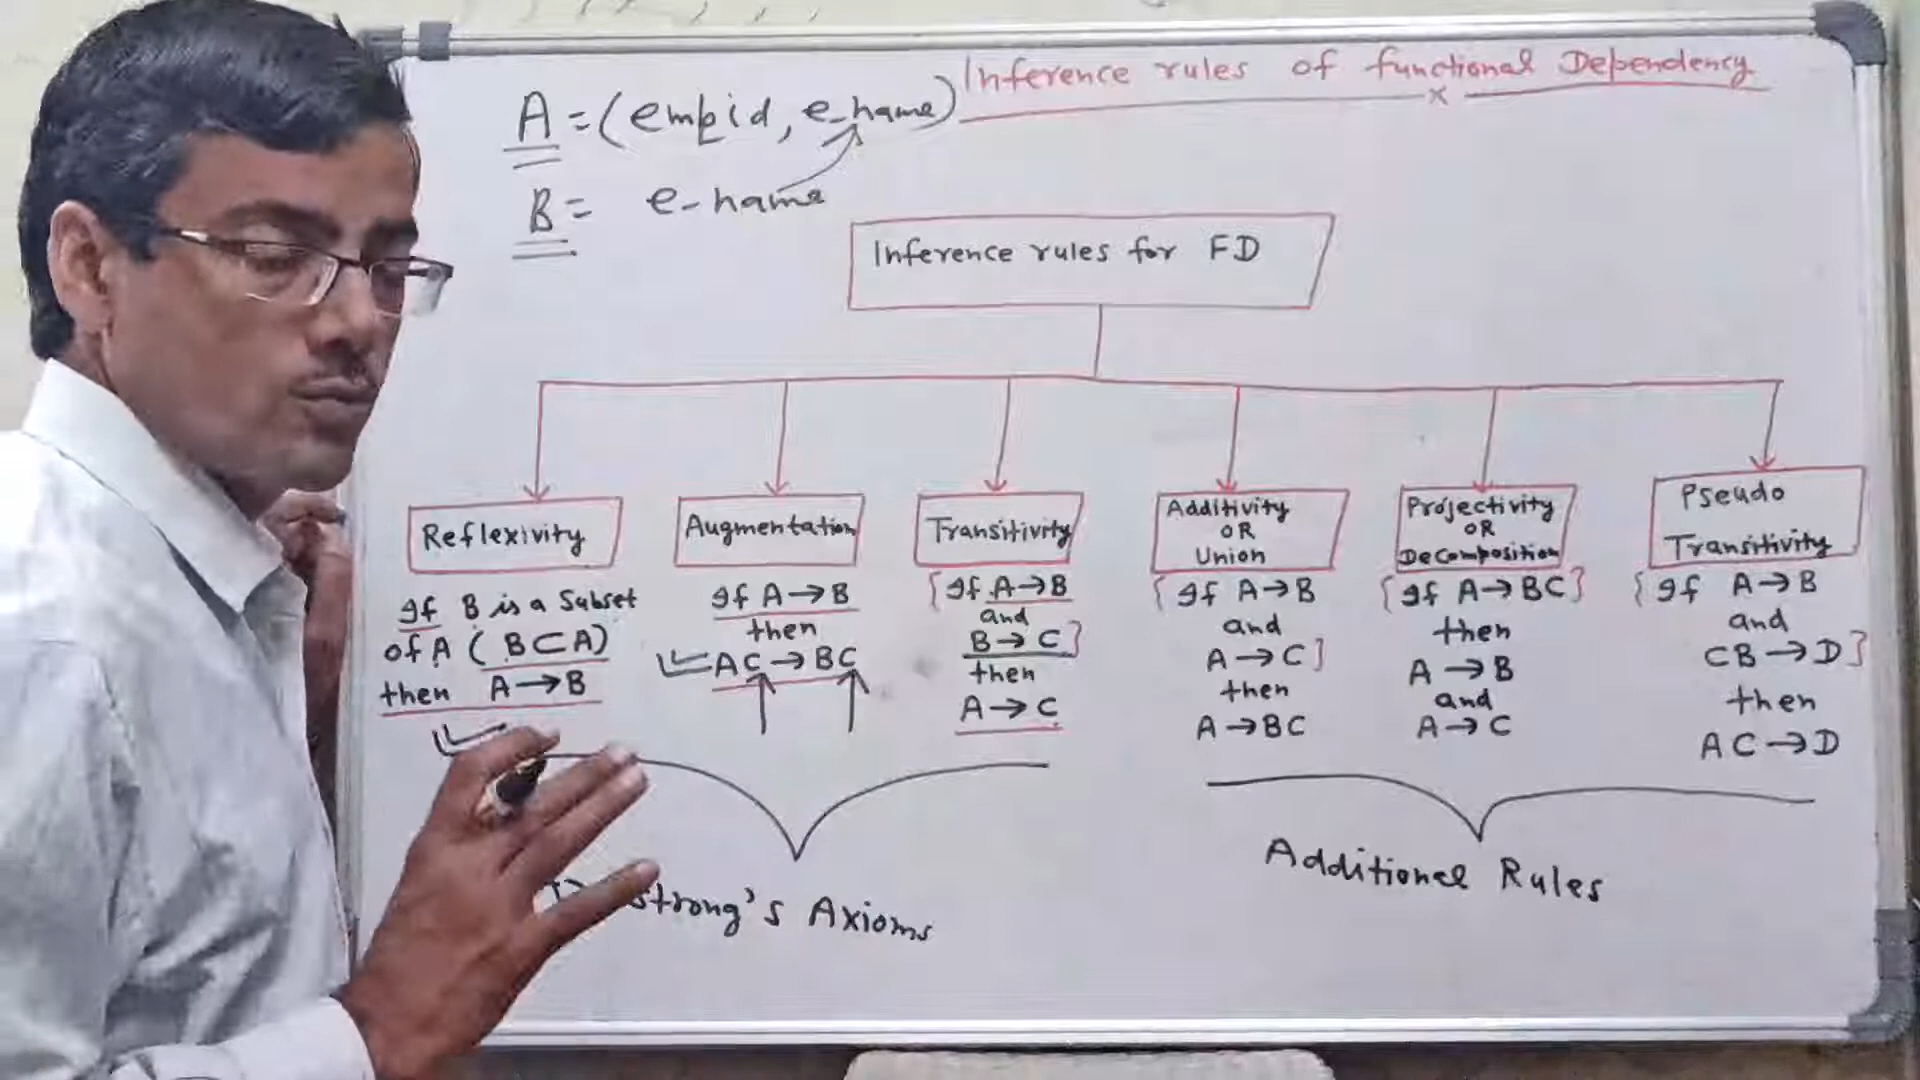 Inference rules of functional Dependency
A = (empid, e_name)
B = e-name
Inference rules for FD
Reflexivity
If B is a Subset
of A ( B⊂A)
then A→B
Augmentation
If A→B
then
AC→BC
Transitivity
{If A→B
and
B→C}
then
A→C
Additivity
OR
Union
{If A→B
and
A→C}
then
A→BC
Projectivity
OR
Decomposition
{If A→BC}
then
A→B
and
A→C
Pseudo
Transitivity
{If A→B
and
CB→D}
then
AC→D
strong's Axioms
Additional Rules